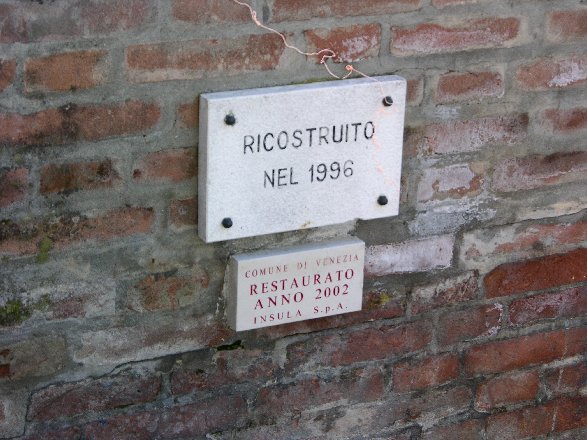 RICOSTRUITO
NEL 1996
COMUNE DI VENEZIA
RESTAURATO
ANNO 2002
INSULA S.p.A.